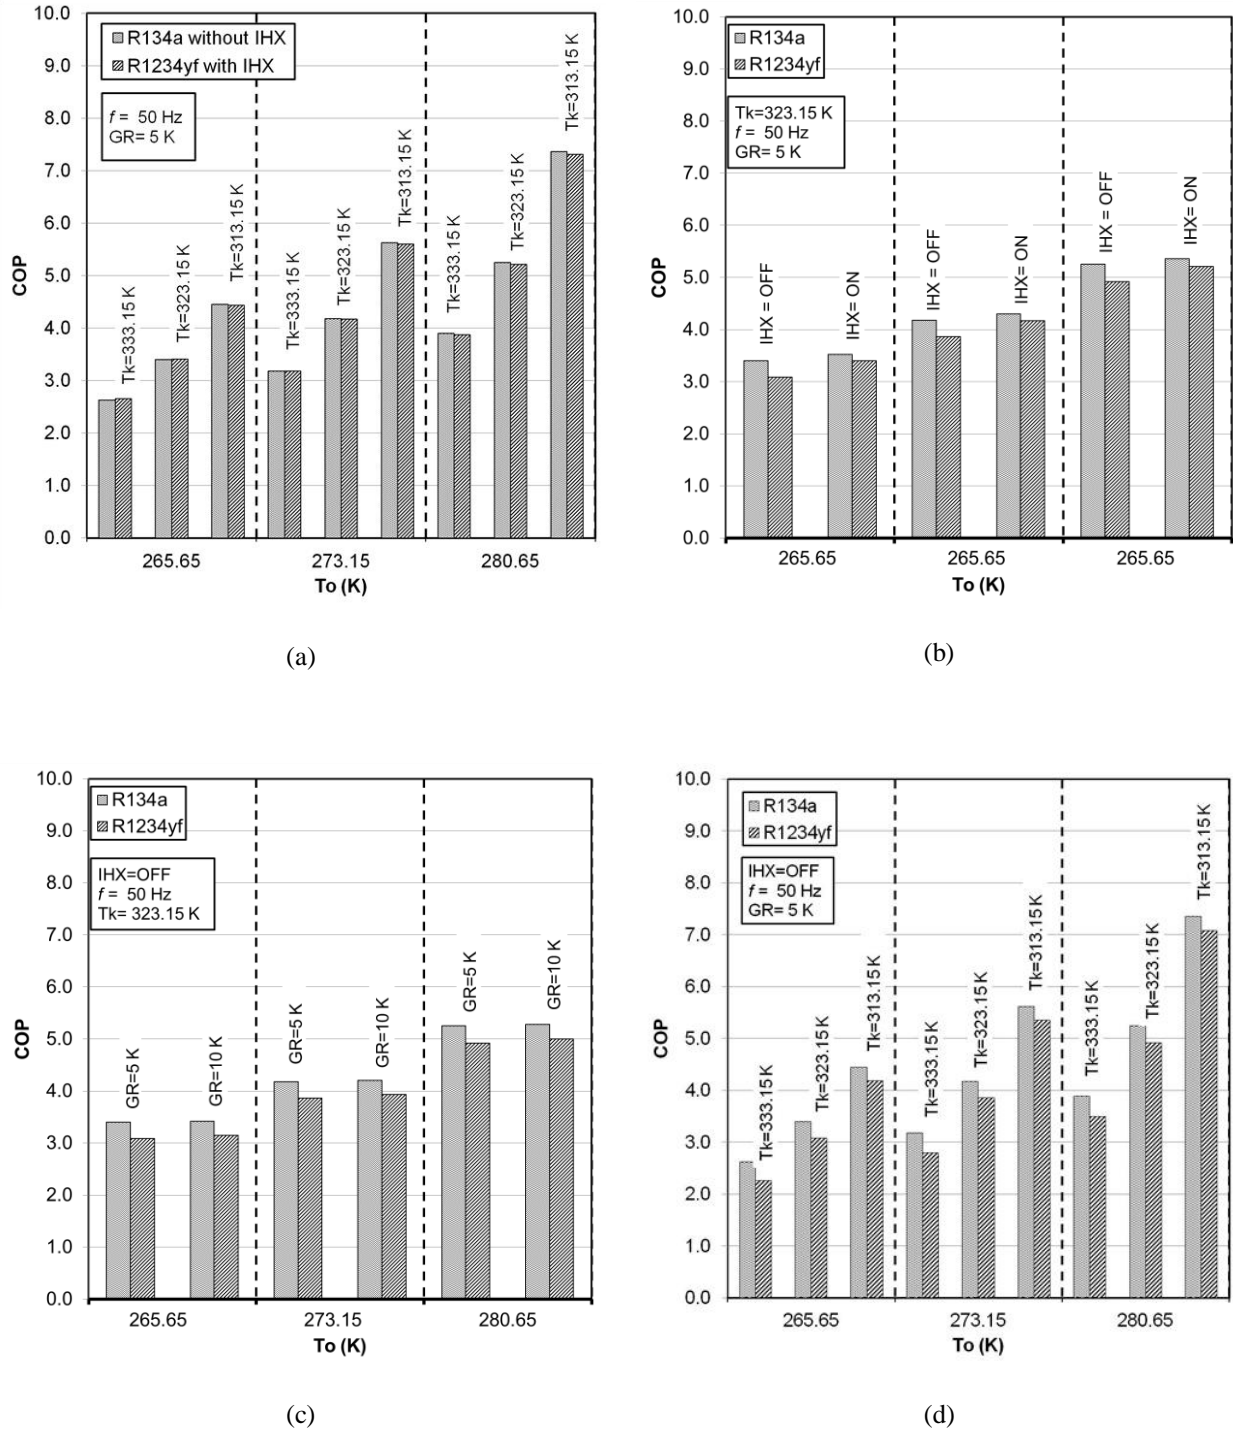 10.0
9.0
8.0
7.0
6.0
5.0
4.0
3.0
2.0
1.0
0.0
COP
R134a without IHX
R1234yf with IHX
f = 50 Hz
GR= 5 K
Tk=333.15 K
Tk=323.15 K
Tk=313.15 K
Tk=333.15 K
Tk=323.15 K
Tk=313.15 K
Tk=333.15 K
Tk=323.15 K
Tk=313.15 K
265.65
273.15
280.65
To (K)
(a)
10.0
9.0
8.0
7.0
6.0
5.0
4.0
3.0
2.0
1.0
0.0
COP
R134a
R1234yf
Tk=323.15 K
f = 50 Hz
GR= 5 K
IHX = OFF
IHX= ON
IHX = OFF
IHX= ON
IHX = OFF
IHX= ON
265.65
265.65
265.65
To (K)
(b)
10.0
9.0
8.0
7.0
6.0
5.0
4.0
3.0
2.0
1.0
0.0
COP
R134a
R1234yf
IHX=OFF
f = 50 Hz
Tk= 323.15 K
GR=5 K
GR=10 K
GR=5 K
GR=10 K
GR=5 K
GR=10 K
265.65
273.15
280.65
To (K)
(c)
10.0
9.0
8.0
7.0
6.0
5.0
4.0
3.0
2.0
1.0
0.0
COP
R134a
R1234yf
IHX=OFF
f = 50 Hz
GR= 5 K
Tk=333.15 K
Tk=323.15 K
Tk=313.15 K
Tk=333.15 K
Tk=323.15 K
Tk=313.15 K
Tk=333.15 K
Tk=323.15 K
Tk=313.15 K
265.65
273.15
280.65
To (K)
(d)